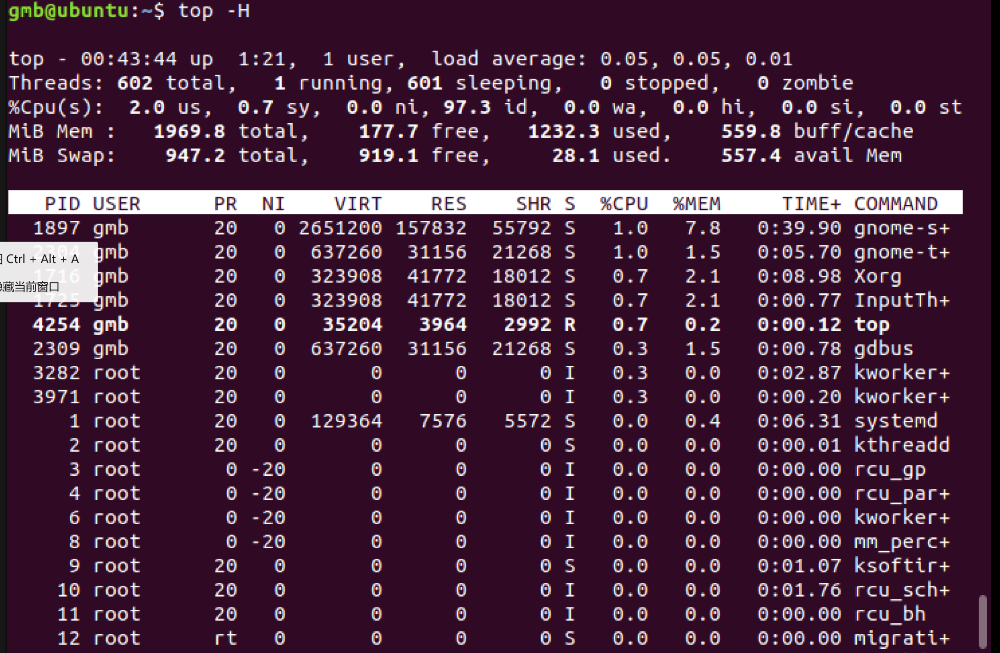 gmb@ubuntu:~$ top -H
top - 00:43:44 up  1:21,  1 user,  load average: 0.05, 0.05, 0.01
Threads: 602 total,   1 running, 601 sleeping,   0 stopped,   0 zombie
%Cpu(s):  2.0 us,  0.7 sy,  0.0 ni, 97.3 id,  0.0 wa,  0.0 hi,  0.0 si,  0.0 st
MiB Mem :   1969.8 total,    177.7 free,   1232.3 used,    559.8 buff/cache
MiB Swap:    947.2 total,    919.1 free,     28.1 used.    557.4 avail Mem
PID USER      PR  NI    VIRT    RES    SHR S  %CPU  %MEM     TIME+ COMMAND
1897 gmb       20   0 2651200 157832  55792 S   1.0   7.8   0:39.90 gnome-s+
2304 gmb       20   0  637260  31156  21268 S   1.0   1.5   0:05.70 gnome-t+
Ctrl + Alt + A
1716 gmb       20   0  323908  41772  18012 S   0.7   2.1   0:08.98 Xorg
隐藏当前窗口
1725 gmb       20   0  323908  41772  18012 S   0.7   2.1   0:00.77 InputTh+
4254 gmb       20   0   35204   3964   2992 R   0.7   0.2   0:00.12 top
2309 gmb       20   0  637260  31156  21268 S   0.3   1.5   0:00.78 gdbus
3282 root      20   0       0      0      0 I   0.3   0.0   0:02.87 kworker+
3971 root      20   0       0      0      0 I   0.3   0.0   0:00.20 kworker+
1 root      20   0  129364   7576   5572 S   0.0   0.4   0:06.31 systemd
2 root      20   0       0      0      0 S   0.0   0.0   0:00.01 kthreadd
3 root       0 -20       0      0      0 I   0.0   0.0   0:00.00 rcu_gp
4 root       0 -20       0      0      0 I   0.0   0.0   0:00.00 rcu_par+
6 root       0 -20       0      0      0 I   0.0   0.0   0:00.00 kworker+
8 root       0 -20       0      0      0 I   0.0   0.0   0:00.00 mm_perc+
9 root      20   0       0      0      0 S   0.0   0.0   0:01.07 ksoftir+
10 root      20   0       0      0      0 I   0.0   0.0   0:01.76 rcu_sch+
11 root      20   0       0      0      0 I   0.0   0.0   0:00.00 rcu_bh
12 root      rt   0       0      0      0 S   0.0   0.0   0:00.00 migrati+